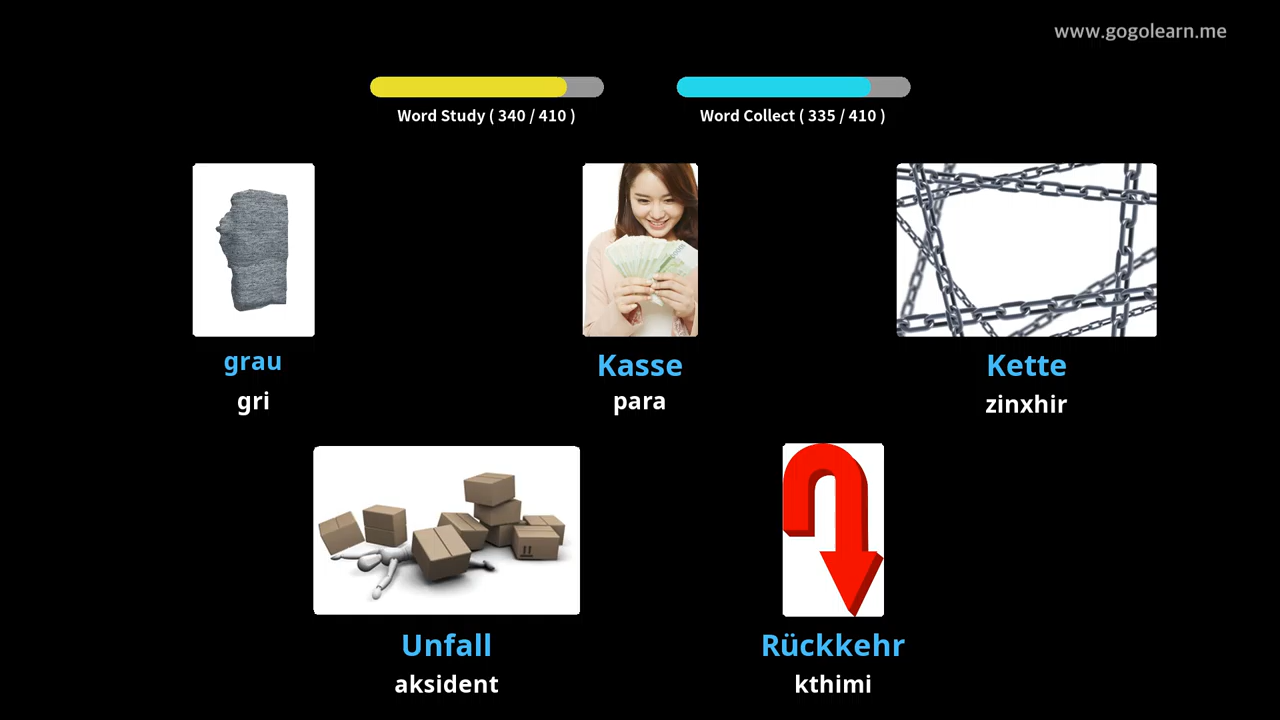 www.gogolearn.me
Word Study ( 340 / 410 )
Word Collect ( 335 / 410 )
grau
gri
Kasse
para
Kette
zinxhir
Unfall
aksident
Rückkehr
kthimi